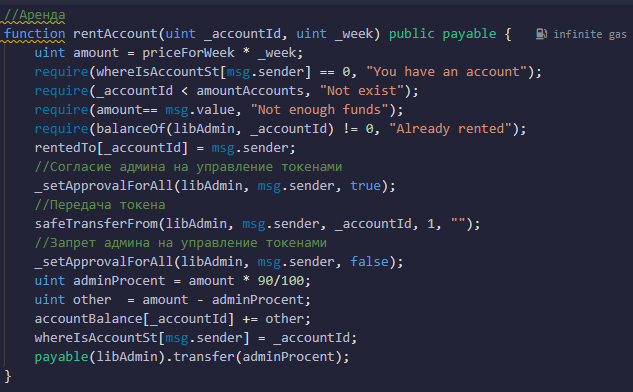 //Аренда
function rentAccount(uint _accountId, uint _week) public payable { infinite gas
    uint amount = priceForWeek * _week;
    require(whereIsAccountSt[msg.sender] == 0, "You have an account");
    require(_accountId < amountAccounts, "Not exist");
    require(amount== msg.value, "Not enough funds");
    require(balanceOf(libAdmin, _accountId) != 0, "Already rented");
    rentedTo[_accountId] = msg.sender;
    //Согласие админа на управление токенами
    _setApprovalForAll(libAdmin, msg.sender, true);
    //Передача токена
    safeTransferFrom(libAdmin, msg.sender, _accountId, 1, "");
    //Запрет админа на управление токенами
    _setApprovalForAll(libAdmin, msg.sender, false);
    uint adminProcent = amount * 90/100;
    uint other  = amount - adminProcent;
    accountBalance[_accountId] += other;
    whereIsAccountSt[msg.sender] = _accountId;
    payable(libAdmin).transfer(adminProcent);
}